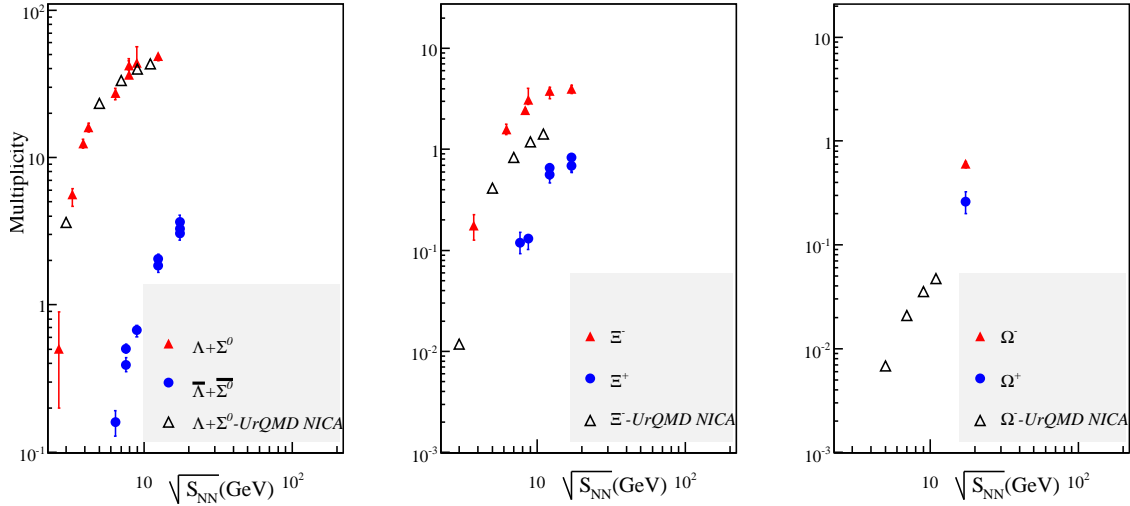 Multiplicity
10²
10
1
10⁻¹
Λ+Σ⁰
Λ̅+Σ̅⁰
Λ+Σ⁰-UrQMD NICA
10
10²
√S_NN(GeV)
10
1
10⁻¹
10⁻²
10⁻³
Ξ⁻
Ξ⁺
Ξ⁻-UrQMD NICA
10
10²
√S_NN(GeV)
10
1
10⁻¹
10⁻²
10⁻³
Ω⁻
Ω⁺
Ω⁻-UrQMD NICA
10
10²
√S_NN(GeV)